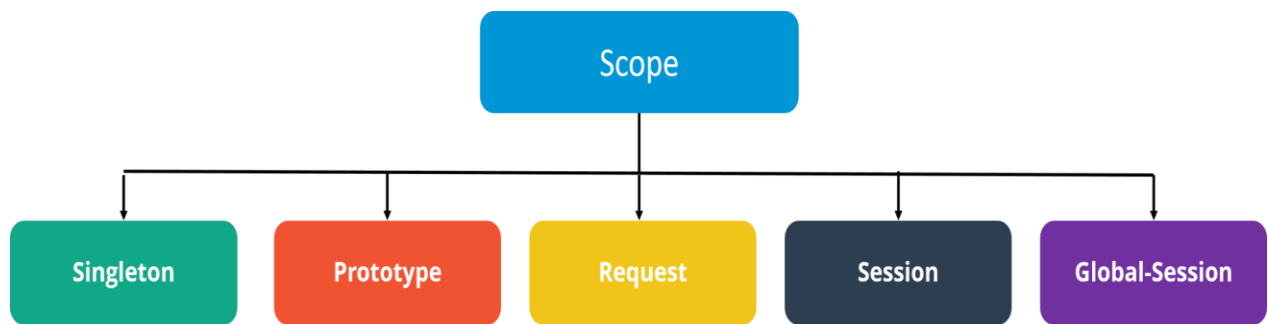 Scope
Singleton
Prototype
Request
Session
Global-Session